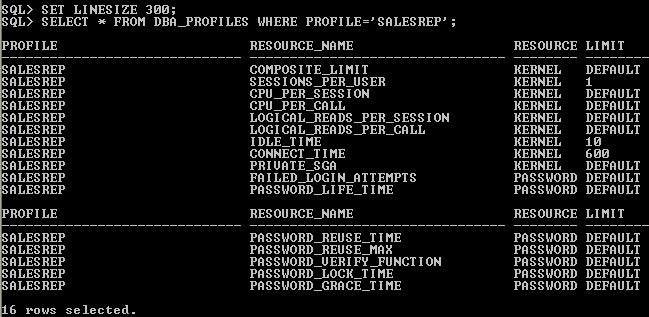 SQL> SET LINESIZE 300;
SQL> SELECT * FROM DBA_PROFILES WHERE PROFILE='SALESREP';
PROFILE RESOURCE_NAME RESOURCE LIMIT
SALESREP COMPOSITE_LIMIT KERNEL DEFAULT
SALESREP SESSIONS_PER_USER KERNEL 1
SALESREP CPU_PER_SESSION KERNEL DEFAULT
SALESREP CPU_PER_CALL KERNEL DEFAULT
SALESREP LOGICAL_READS_PER_SESSION KERNEL DEFAULT
SALESREP LOGICAL_READS_PER_CALL KERNEL DEFAULT
SALESREP IDLE_TIME KERNEL 10
SALESREP CONNECT_TIME KERNEL 600
SALESREP PRIVATE_SGA KERNEL DEFAULT
SALESREP FAILED_LOGIN_ATTEMPTS PASSWORD DEFAULT
SALESREP PASSWORD_LIFE_TIME PASSWORD DEFAULT
PROFILE RESOURCE_NAME RESOURCE LIMIT
SALESREP PASSWORD_REUSE_TIME PASSWORD DEFAULT
SALESREP PASSWORD_REUSE_MAX PASSWORD DEFAULT
SALESREP PASSWORD_VERIFY_FUNCTION PASSWORD DEFAULT
SALESREP PASSWORD_LOCK_TIME PASSWORD DEFAULT
SALESREP PASSWORD_GRACE_TIME PASSWORD DEFAULT
16 rows selected.